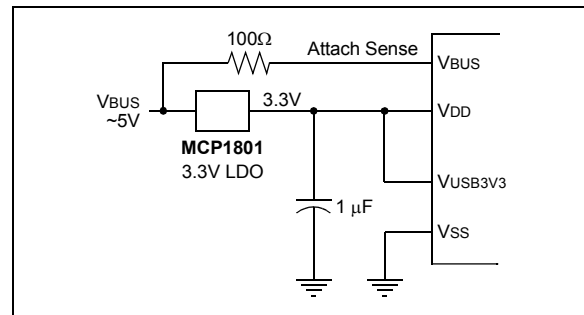 100Ω
Attach Sense
VBUS
VBUS
~5V
3.3V
VDD
MCP1801
3.3V LDO
VUSB3V3
1 μF
VSS